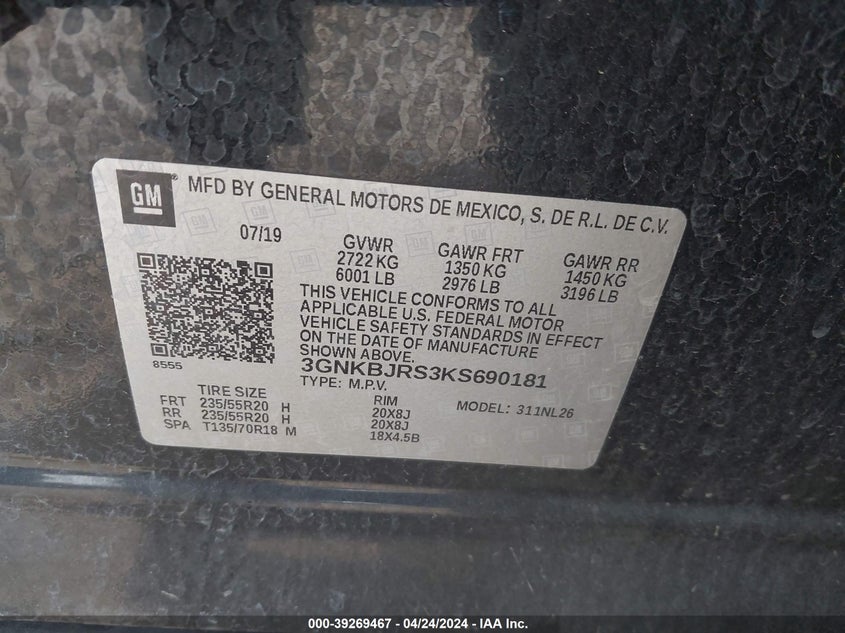 GM
MFD BY GENERAL MOTORS DE MEXICO, S. DE R.L. DE C.V.
07/19 GVWR GAWR FRT GAWR RR
2722 KG 1350 KG 1450 KG
6001 LB 2976 LB 3196 LB
THIS VEHICLE CONFORMS TO ALL
APPLICABLE U.S. FEDERAL MOTOR
VEHICLE SAFETY STANDARDS IN EFFECT
ON THE DATE OF MANUFACTURE
SHOWN ABOVE.
8555
3GNKBJRS3KS690181
TYPE: M.P.V.
TIRE SIZE RIM MODEL: 311NL26
FRT 235/55R20 H 20X8J
RR 235/55R20 H 20X8J
SPA T135/70R18 M 18X4.5B
000-39269467 - 04/24/2024 - IAA Inc.